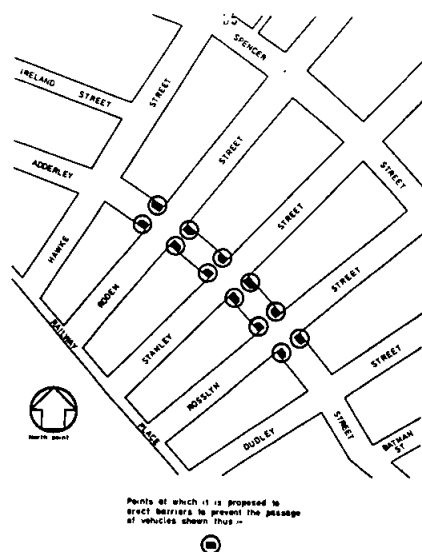 SPENCER
IRELAND STREET
STREET
STREET
ADDERLEY
STREET
STREET
HAWKE
STREET
RODEN
RAILWAY
STANLEY
STREET
ROSSLYN
PLACE
DUDLEY
STREET
BATMAN
ST
North point
Points at which it is proposed to
erect barriers to prevent the passage
of vehicles shown thus :-